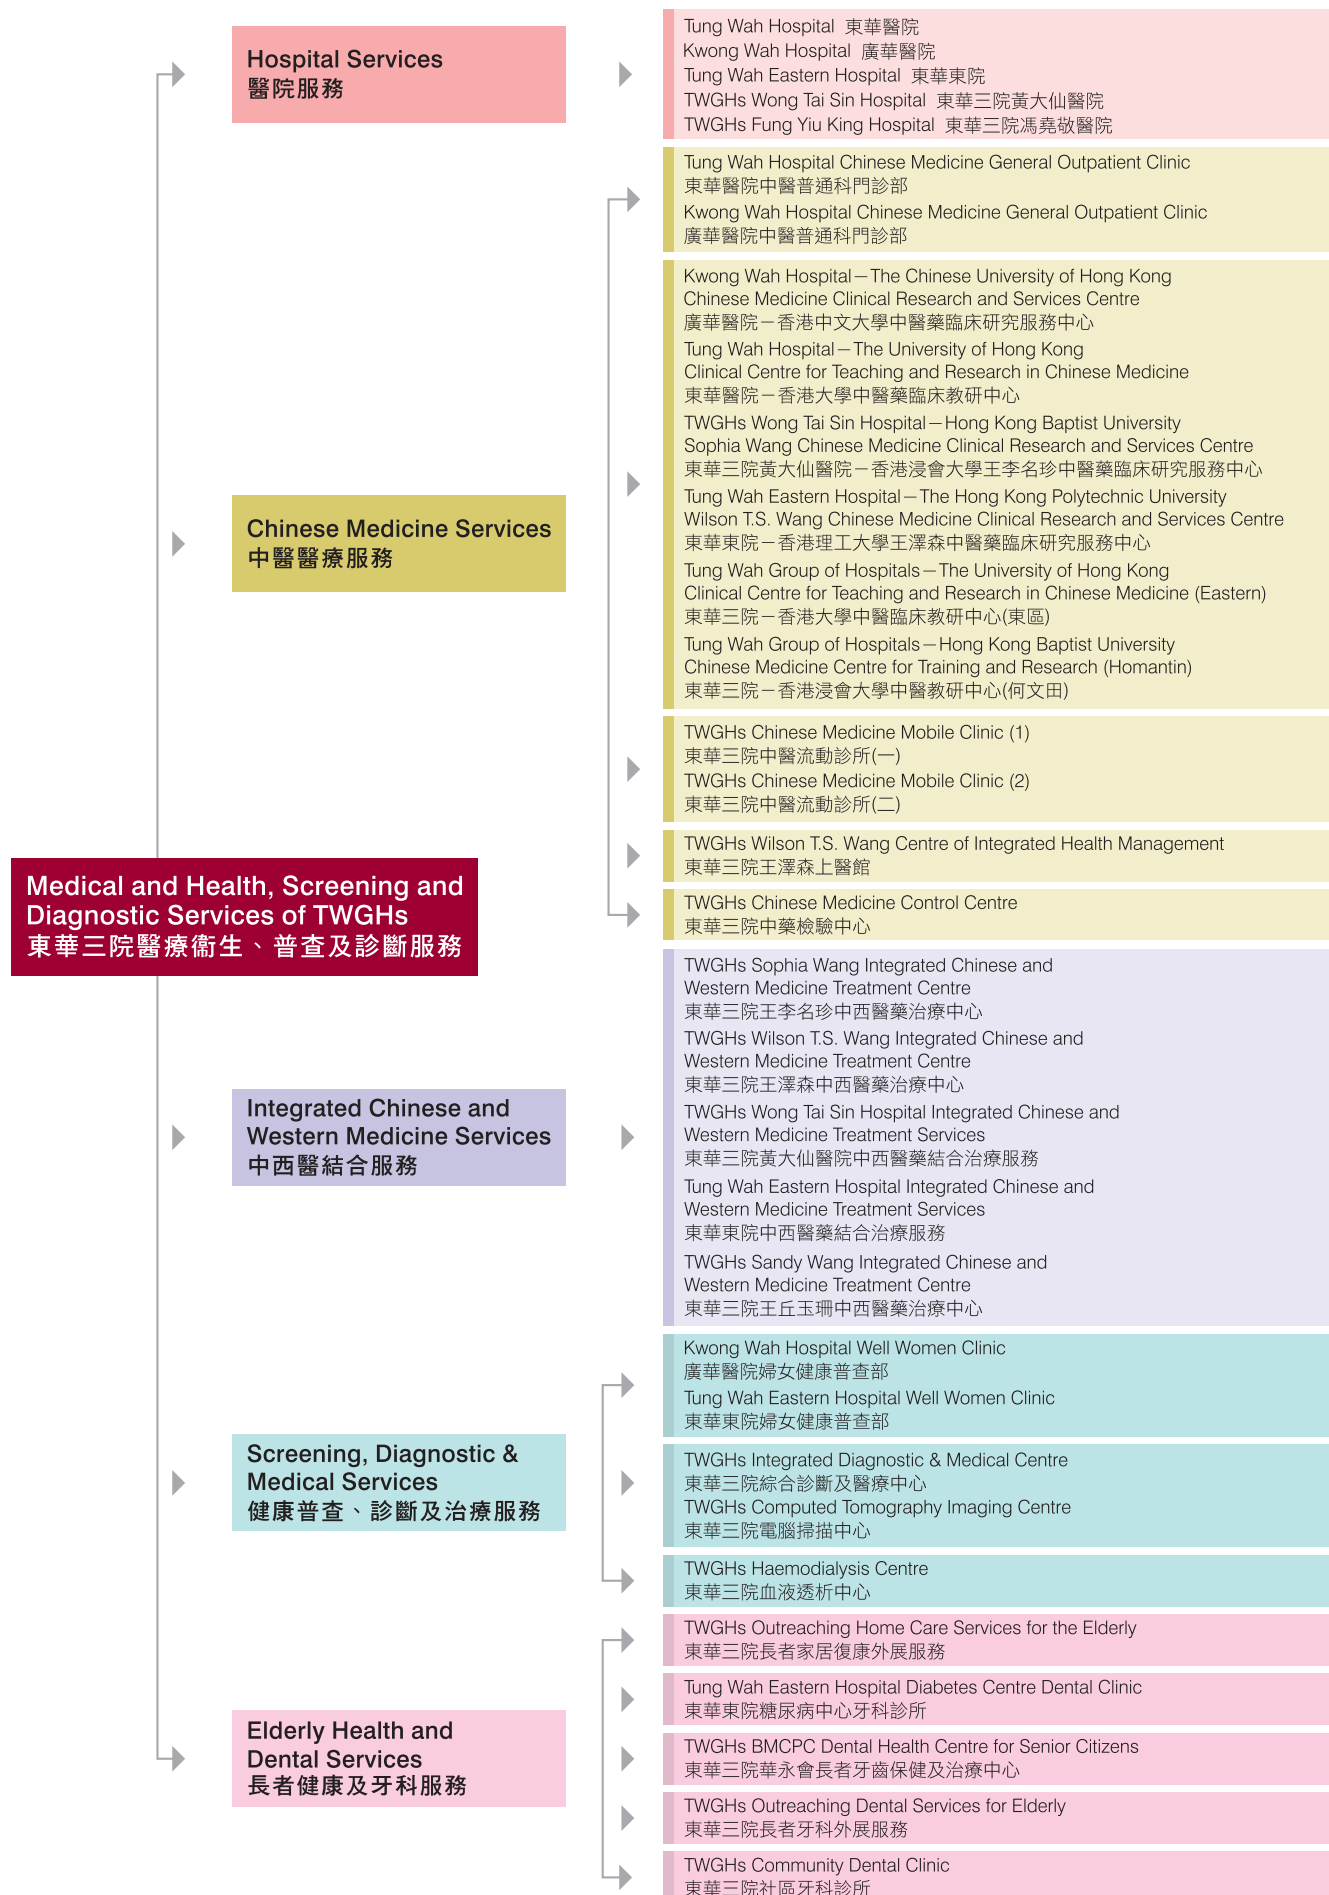 Hospital Services
醫院服務
Tung Wah Hospital 東華醫院
Kwong Wah Hospital 廣華醫院
Tung Wah Eastern Hospital 東華東院
TWGHs Wong Tai Sin Hospital 東華三院黃大仙醫院
TWGHs Fung Yiu King Hospital 東華三院馮堯敬醫院
Tung Wah Hospital Chinese Medicine General Outpatient Clinic
東華醫院中醫普通科門診部
Kwong Wah Hospital Chinese Medicine General Outpatient Clinic
廣華醫院中醫普通科門診部
Kwong Wah Hospital－The Chinese University of Hong Kong
Chinese Medicine Clinical Research and Services Centre
廣華醫院－香港中文大學中醫藥臨床研究服務中心
Tung Wah Hospital－The University of Hong Kong
Clinical Centre for Teaching and Research in Chinese Medicine
東華醫院－香港大學中醫藥臨床教研中心
TWGHs Wong Tai Sin Hospital－Hong Kong Baptist University
Sophia Wang Chinese Medicine Clinical Research and Services Centre
東華三院黃大仙醫院－香港浸會大學王李名珍中醫藥臨床研究服務中心
Chinese Medicine Services
中醫醫療服務
Tung Wah Eastern Hospital－The Hong Kong Polytechnic University
Wilson T.S. Wang Chinese Medicine Clinical Research and Services Centre
東華東院－香港理工大學王澤森中醫藥臨床研究服務中心
Tung Wah Group of Hospitals－The University of Hong Kong
Clinical Centre for Teaching and Research in Chinese Medicine (Eastern)
東華三院－香港大學中醫臨床教研中心(東區)
Tung Wah Group of Hospitals－Hong Kong Baptist University
Chinese Medicine Centre for Training and Research (Homantin)
東華三院－香港浸會大學中醫教研中心(何文田)
TWGHs Chinese Medicine Mobile Clinic (1)
東華三院中醫流動診所(一)
TWGHs Chinese Medicine Mobile Clinic (2)
東華三院中醫流動診所(二)
TWGHs Wilson T.S. Wang Centre of Integrated Health Management
東華三院王澤森上醫館
Medical and Health, Screening and
Diagnostic Services of TWGHs
東華三院醫療衞生、普查及診斷服務
TWGHs Chinese Medicine Control Centre
東華三院中藥檢驗中心
TWGHs Sophia Wang Integrated Chinese and
Western Medicine Treatment Centre
東華三院王李名珍中西醫藥治療中心
TWGHs Wilson T.S. Wang Integrated Chinese and
Western Medicine Treatment Centre
東華三院王澤森中西醫藥治療中心
Integrated Chinese and
Western Medicine Services
中西醫結合服務
TWGHs Wong Tai Sin Hospital Integrated Chinese and
Western Medicine Treatment Services
東華三院黃大仙醫院中西醫藥結合治療服務
Tung Wah Eastern Hospital Integrated Chinese and
Western Medicine Treatment Services
東華東院中西醫藥結合治療服務
TWGHs Sandy Wang Integrated Chinese and
Western Medicine Treatment Centre
東華三院王丘玉珊中西醫藥治療中心
Kwong Wah Hospital Well Women Clinic
廣華醫院婦女健康普查部
Tung Wah Eastern Hospital Well Women Clinic
東華東院婦女健康普查部
Screening, Diagnostic &
Medical Services
健康普查、診斷及治療服務
TWGHs Integrated Diagnostic & Medical Centre
東華三院綜合診斷及醫療中心
TWGHs Computed Tomography Imaging Centre
東華三院電腦掃描中心
TWGHs Haemodialysis Centre
東華三院血液透析中心
TWGHs Outreaching Home Care Services for the Elderly
東華三院長者家居復康外展服務
Tung Wah Eastern Hospital Diabetes Centre Dental Clinic
東華東院糖尿病中心牙科診所
Elderly Health and
Dental Services
長者健康及牙科服務
TWGHs BMCPC Dental Health Centre for Senior Citizens
東華三院華永會長者牙齒保健及治療中心
TWGHs Outreaching Dental Services for Elderly
東華三院長者牙科外展服務
TWGHs Community Dental Clinic
東華三院社區牙科診所